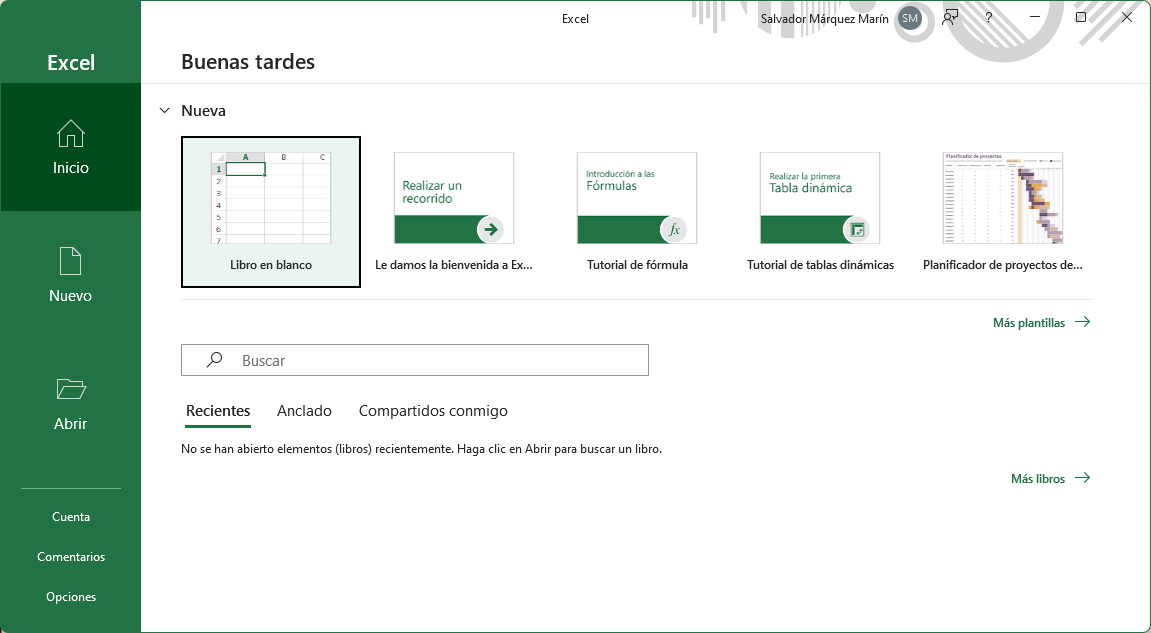 Excel
Salvador Márquez Marín
SM
?
Excel
Buenas tardes
Inicio
Nuevo
Abrir
Cuenta
Comentarios
Opciones
Nueva
A B C
1
2
3
4
5
6
7
Libro en blanco
Realizar un
recorrido
Le damos la bienvenida a Ex...
Introducción a las
Fórmulas
fx
Tutorial de fórmula
Realizar la primera
Tabla dinámica
Tutorial de tablas dinámicas
Planificador de proyectos
Planificador de proyectos de...
Más plantillas
Buscar
Recientes
Anclado
Compartidos conmigo
No se han abierto elementos (libros) recientemente. Haga clic en Abrir para buscar un libro.
Más libros